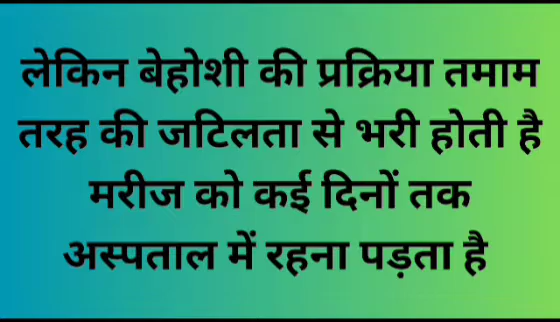 लेकिन बेहोशी की प्रक्रिया तमाम
तरह की जटिलता से भरी होती है
मरीज को कई दिनों तक
अस्पताल में रहना पड़ता है